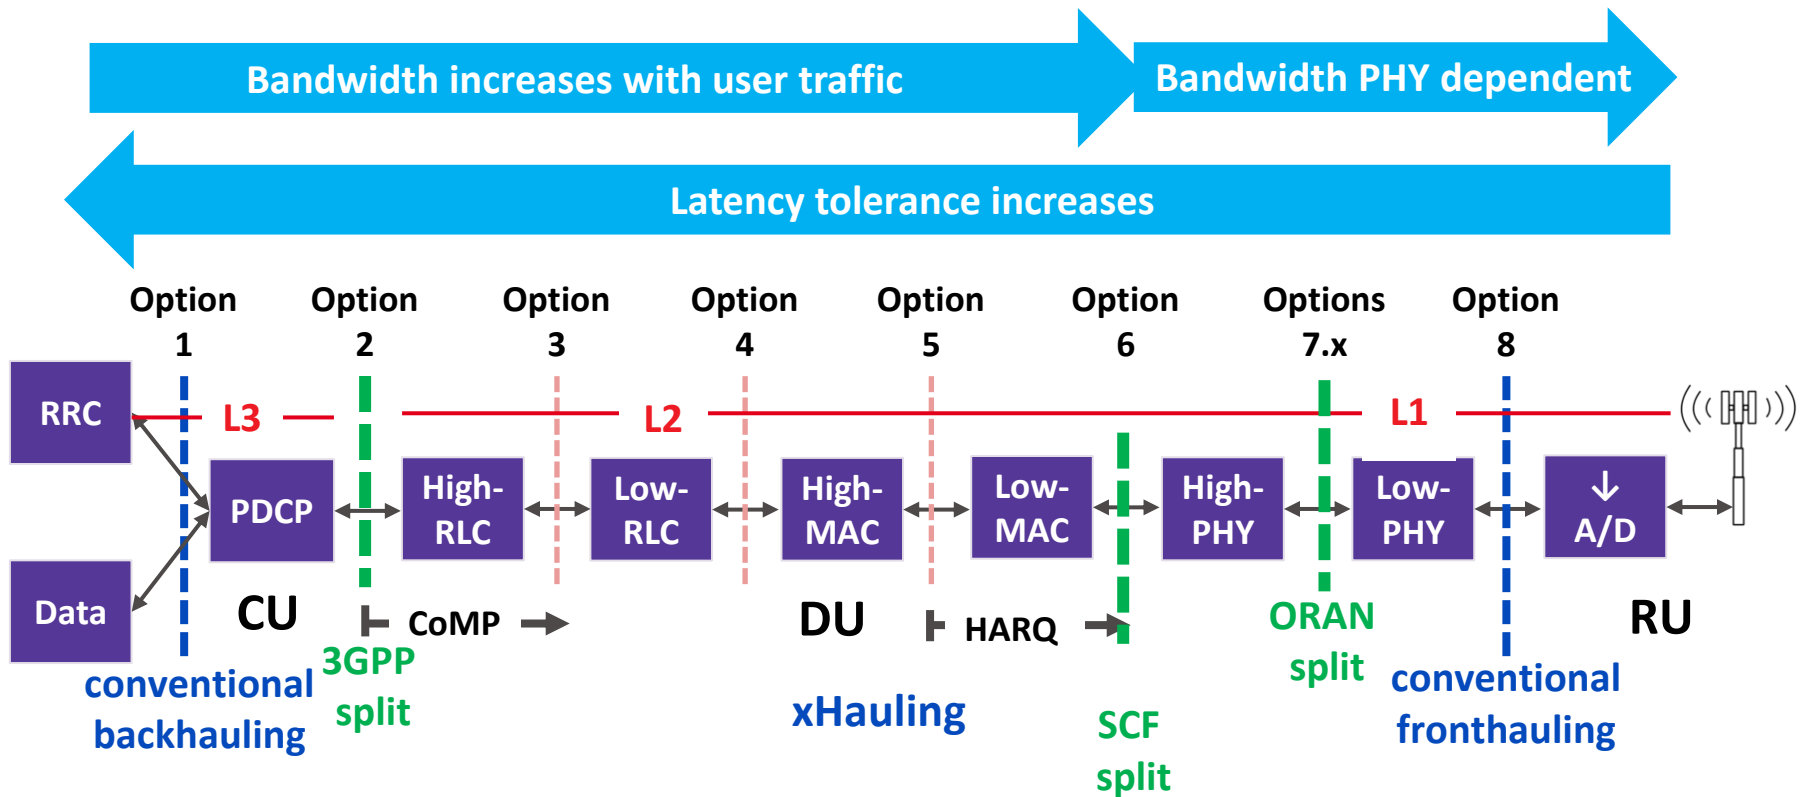 Bandwidth increases with user traffic
Bandwidth PHY dependent
Latency tolerance increases
Option
1
Option
2
Option
3
Option
4
Option
5
Option
6
Options
7.x
Option
8
RRC
L3
L2
L1
PDCP
High-
RLC
Low-
RLC
High-
MAC
Low-
MAC
High-
PHY
Low-
PHY
↓
A/D
Data
CU
CoMP
DU
HARQ
ORAN
split
RU
conventional
backhauling
3GPP
split
xHauling
SCF
split
conventional
fronthauling